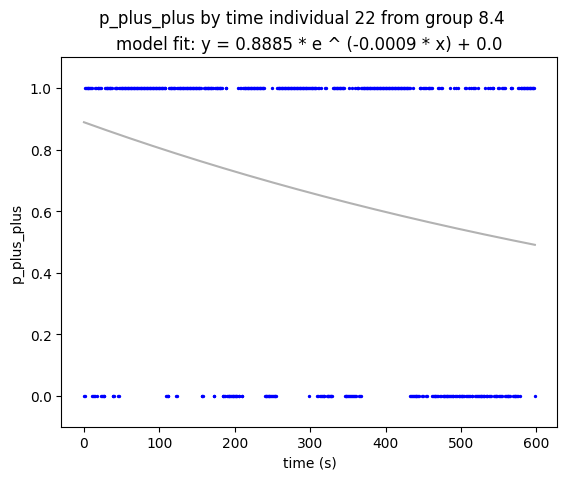 p_plus_plus by time individual 22 from group 8.4
model fit: y = 0.8885 * e ^ (-0.0009 * x) + 0.0
1.0
0.8
0.6
0.4
0.2
0.0
p_plus_plus
0 100 200 300 400 500 600
time (s)